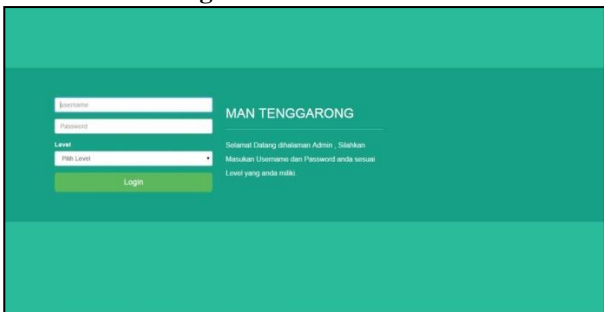 username
Password
Level
Pilih Level
Login
MAN TENGGARONG
Selamat Datang dihalaman Admin , Silahkan
Masukan Username dan Password anda sesuai
Level yang anda miliki.